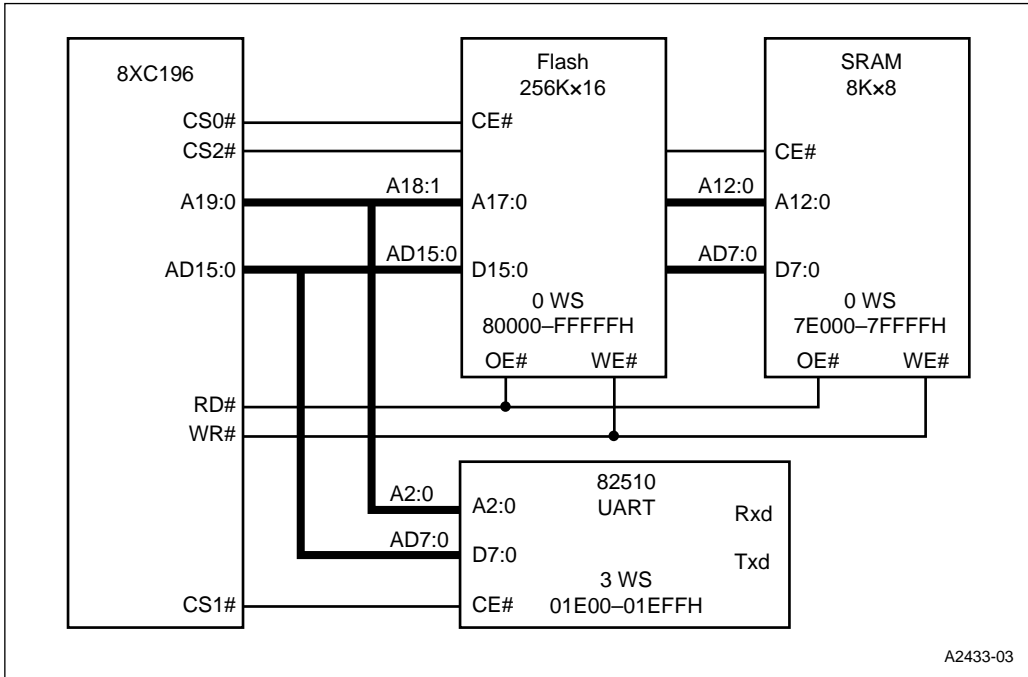 8XC196
CS0#
CS2#
A19:0
AD15:0
RD#
WR#
CS1#
A18:1
AD15:0
Flash
256K×16
CE#
A17:0
D15:0
0 WS
80000–FFFFFH
OE# WE#
A12:0
AD7:0
SRAM
8K×8
CE#
A12:0
D7:0
0 WS
7E000–7FFFFH
OE# WE#
A2:0
AD7:0
82510
UART
A2:0
D7:0
CE#
Rxd
Txd
3 WS
01E00–01EFFH
A2433-03